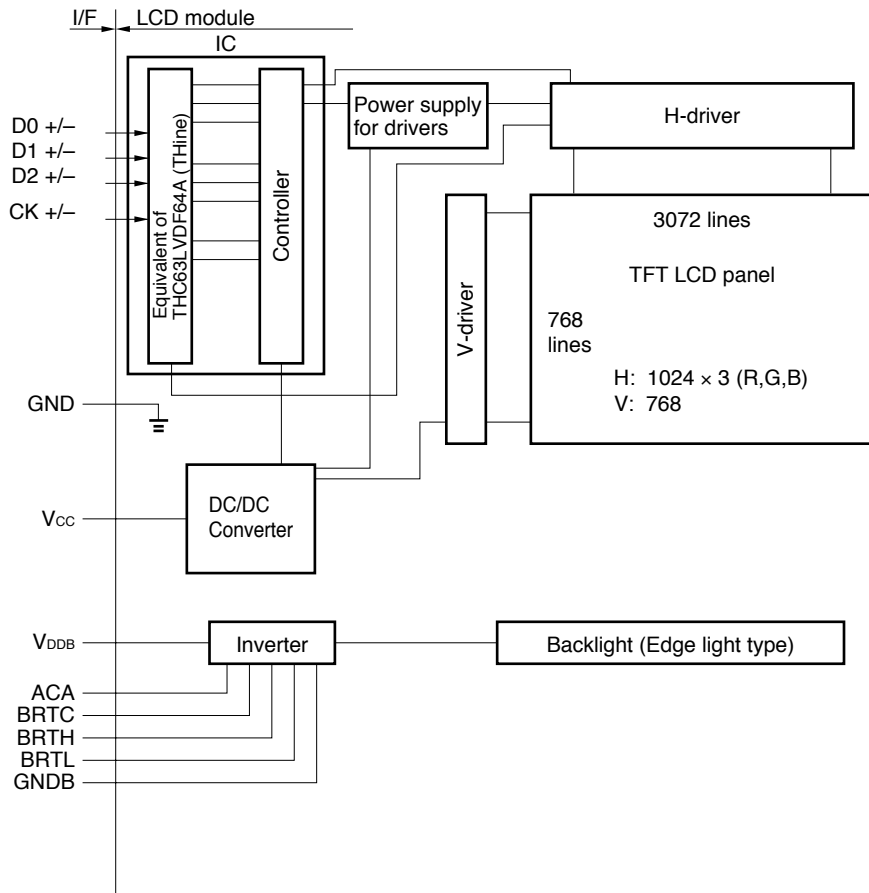 I/F LCD module
IC
D0 +/–
D1 +/–
D2 +/–
CK +/–
Equivalent of
THC63LVDF64A (THine)
Controller
Power supply
for drivers
H-driver
V-driver
3072 lines
TFT LCD panel
768
lines
H: 1024 × 3 (R,G,B)
V: 768
GND
VCC
DC/DC
Converter
VDDB
Inverter
Backlight (Edge light type)
ACA
BRTC
BRTH
BRTL
GNDB